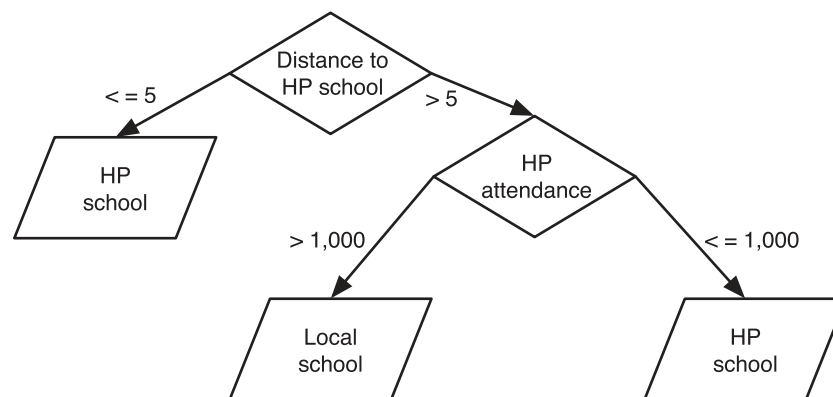 Distance to
HP school
< = 5
> 5
HP
school
HP
attendance
> 1,000
< = 1,000
Local
school
HP
school